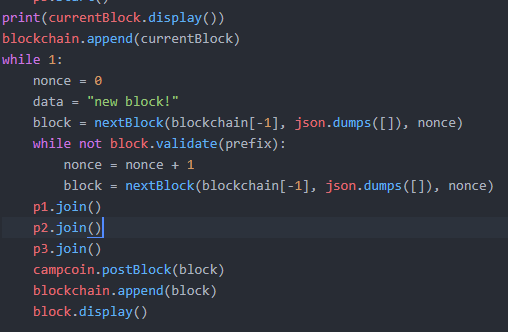 print(currentBlock.display())
blockchain.append(currentBlock)
while 1:
    nonce = 0
    data = "new block!"
    block = nextBlock(blockchain[-1], json.dumps([]), nonce)
    while not block.validate(prefix):
        nonce = nonce + 1
        block = nextBlock(blockchain[-1], json.dumps([]), nonce)
    p1.join()
    p2.join()
    p3.join()
    campcoin.postBlock(block)
    blockchain.append(block)
    block.display()